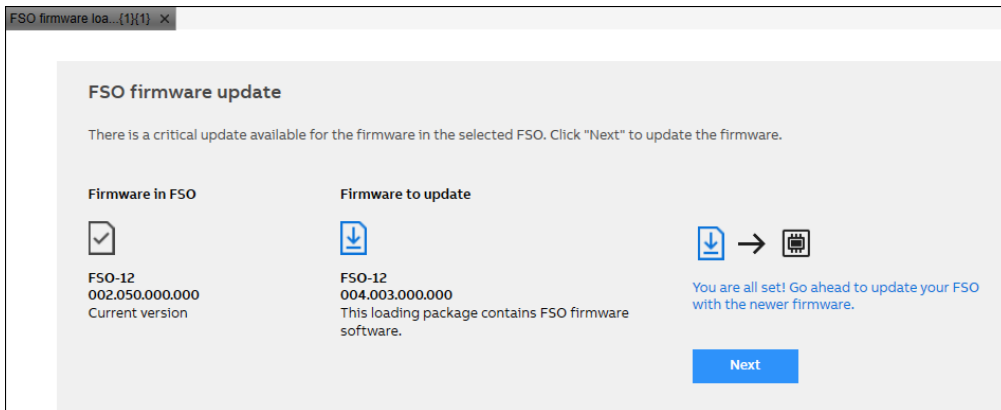 FSO firmware loa...{1}{1} ×
FSO firmware update
There is a critical update available for the firmware in the selected FSO. Click "Next" to update the firmware.
Firmware in FSO
FSO-12
002.050.000.000
Current version
Firmware to update
FSO-12
004.003.000.000
This loading package contains FSO firmware
software.
You are all set! Go ahead to update your FSO
with the newer firmware.
Next